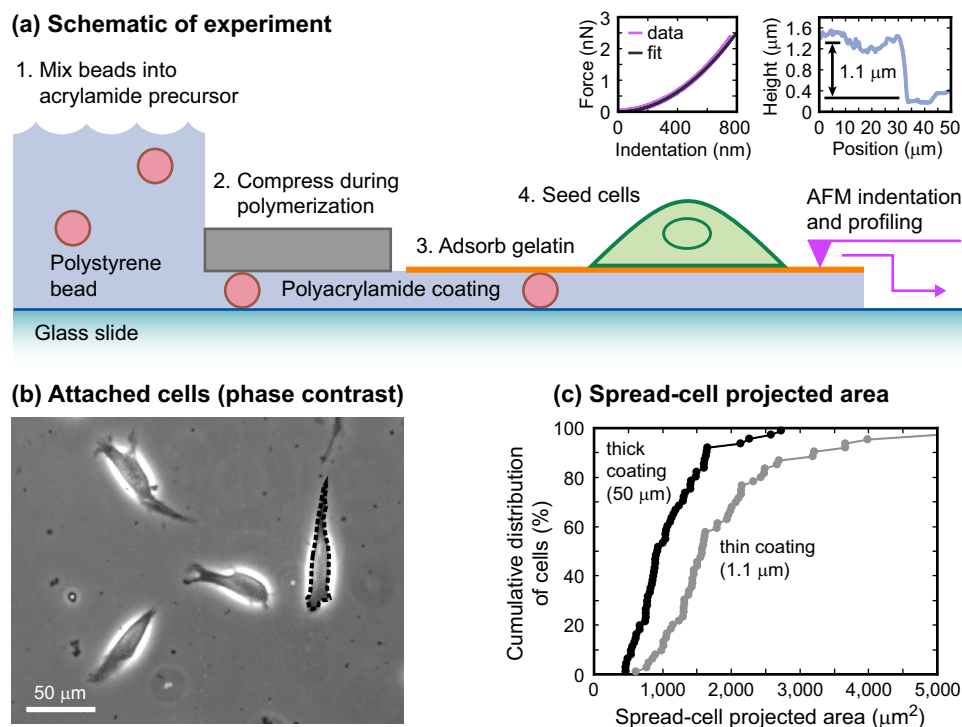 (a) Schematic of experiment
1. Mix beads into
acrylamide precursor
2. Compress during
polymerization
3. Adsorb gelatin
4. Seed cells
AFM indentation
and profiling
Polystyrene
bead
Polyacrylamide coating
Glass slide
Force (nN)
3
2
1
0
data
fit
0
400
800
Indentation (nm)
Height (μm)
1.6
1.2
0.8
0.4
0
1.1 μm
0 10 20 30 40 50
Position (μm)
(b) Attached cells (phase contrast)
50 μm
(c) Spread-cell projected area
Cumulative distribution
of cells (%)
100
80
60
40
20
0
thick
coating
(50 μm)
thin coating
(1.1 μm)
0 1,000 2,000 3,000 4,000 5,000
Spread-cell projected area (μm²)